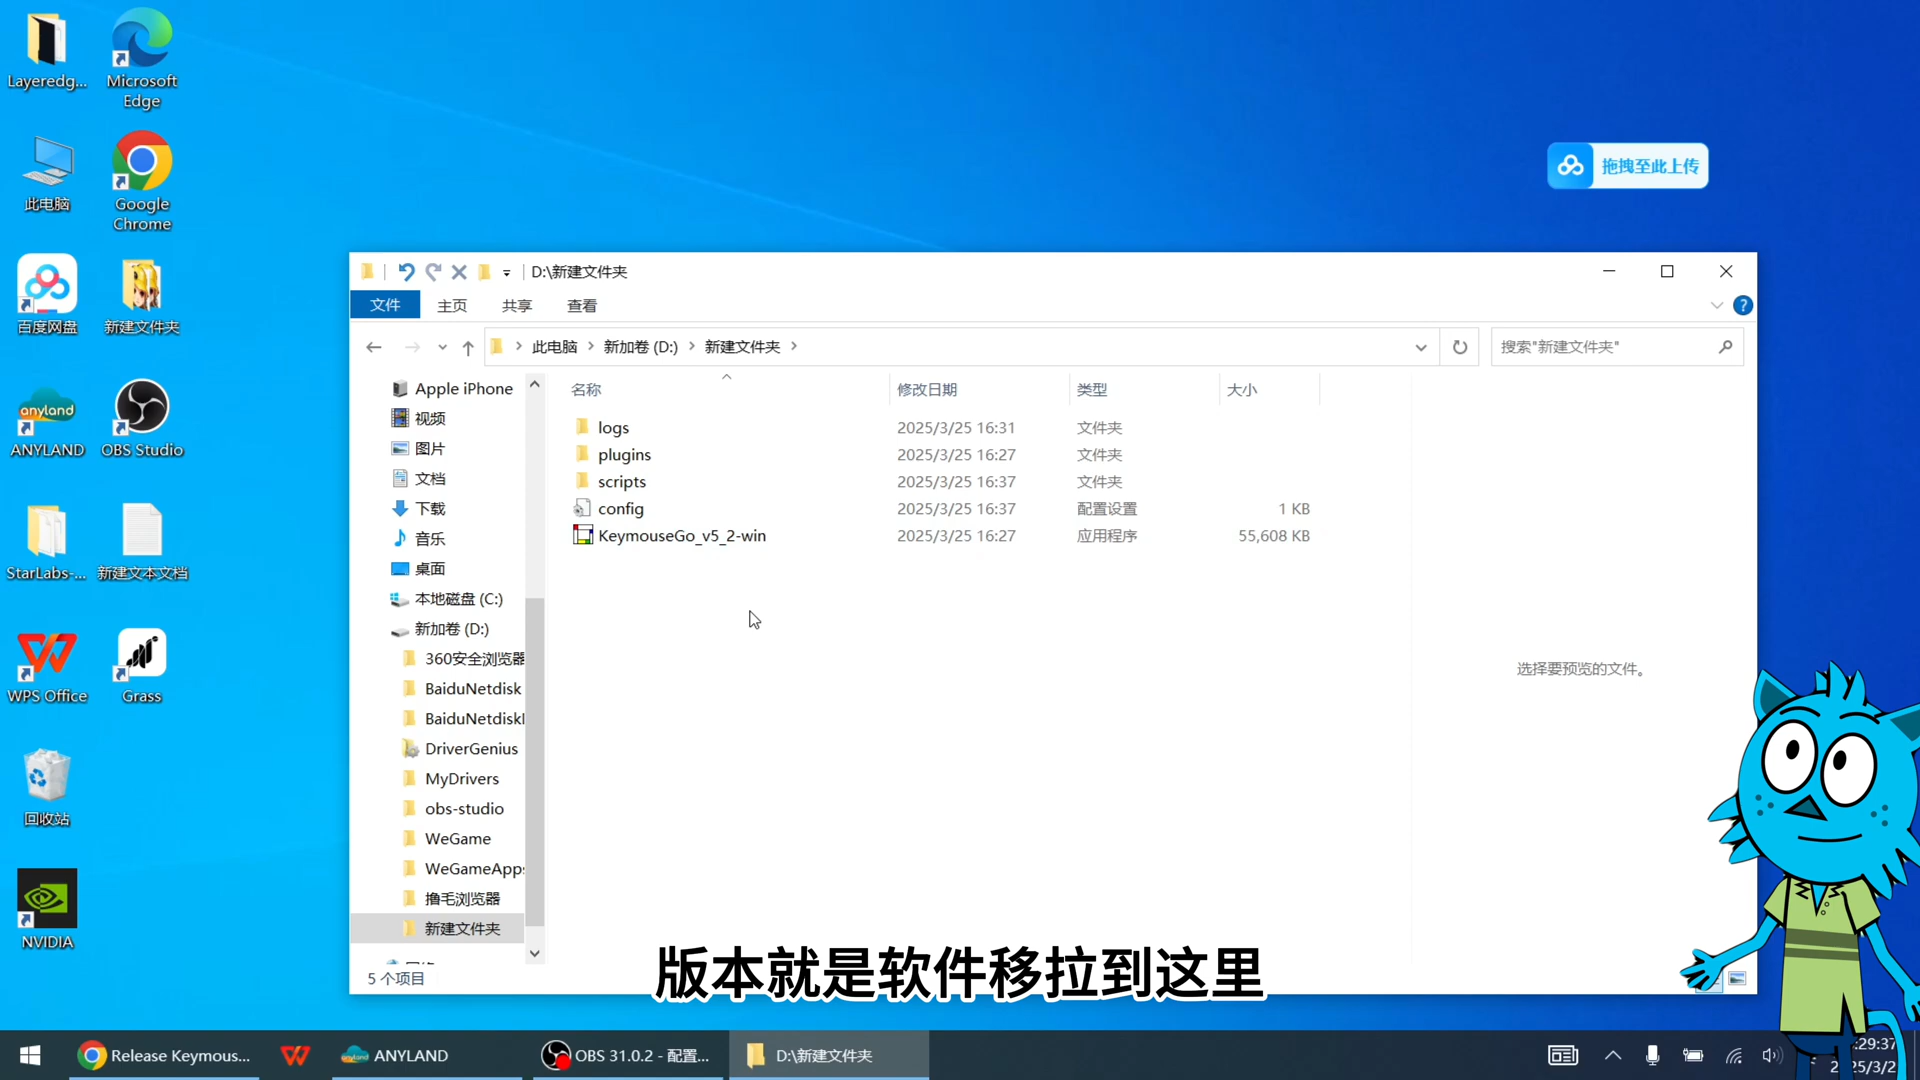 Layeredg...
Microsoft Edge
此电脑
Google Chrome
百度网盘
新建文件夹
anyland
ANYLAND
OBS Studio
StarLabs-...
新建文本文档
WPS Office
Grass
回收站
NVIDIA
拖拽至此上传
D:\新建文件夹
文件
主页
共享
查看
此电脑
新加卷 (D:)
新建文件夹
搜索"新建文件夹"
Apple iPhone
视频
图片
文档
下载
音乐
桌面
本地磁盘 (C:)
新加卷 (D:)
360安全浏览器
BaiduNetdisk
BaiduNetdiskI
DriverGenius
MyDrivers
obs-studio
WeGame
WeGameApps
撸毛浏览器
新建文件夹
名称 修改日期 类型 大小
logs 2025/3/25 16:31 文件夹
plugins 2025/3/25 16:27 文件夹
scripts 2025/3/25 16:37 文件夹
config 2025/3/25 16:37 配置设置 1 KB
KeymouseGo_v5_2-win 2025/3/25 16:27 应用程序 55,608 KB
选择要预览的文件。
5 个项目
版本就是软件移拉到这里
Release Keymous...
ANYLAND
OBS 31.0.2 - 配置...
D:\新建文件夹
:29:37